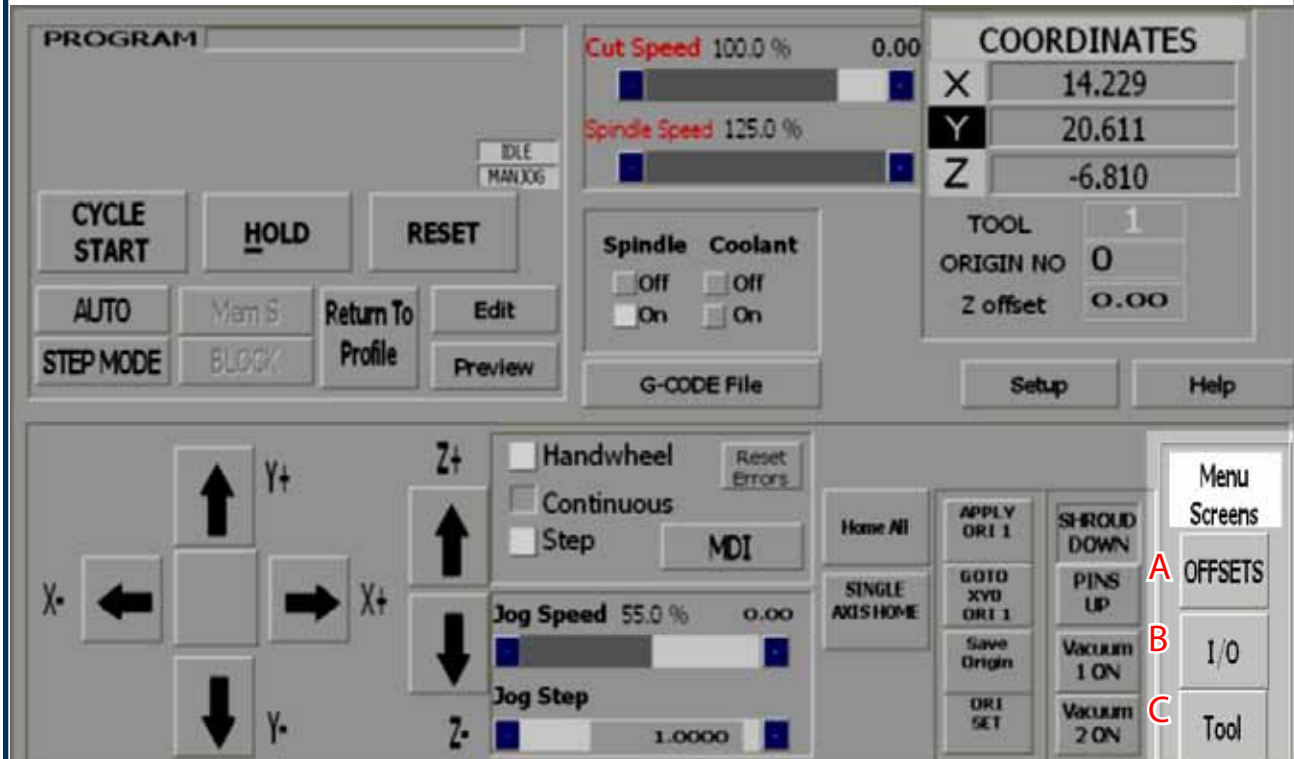 PROGRAM
IDLE
MANJOG
CYCLE
START
HOLD
RESET
AUTO
Mem S
Return To
Profile
Edit
STEP MODE
BLOCK
Preview
Cut Speed 100.0 % 0.00
Spindle Speed 125.0 %
Spindle Coolant
Off Off
On On
G-CODE File
COORDINATES
X 14.229
Y 20.611
Z -6.810
TOOL 1
ORIGIN NO 0
Z offset 0.00
Setup
Help
Y+
X-
X+
Y-
Z+
Z-
Handwheel
Continuous
Step
Reset
Errors
MDI
Jog Speed 55.0 % 0.00
Jog Step
1.0000
Home All
SINGLE
AXIS HOME
APPLY
ORI 1
GOTO
XY0
ORI 1
Save
Origin
ORI
SET
SHROUD
DOWN
PINS
UP
Vacuum
1 ON
Vacuum
2 ON
Menu
Screens
A OFFSETS
B I/O
C Tool